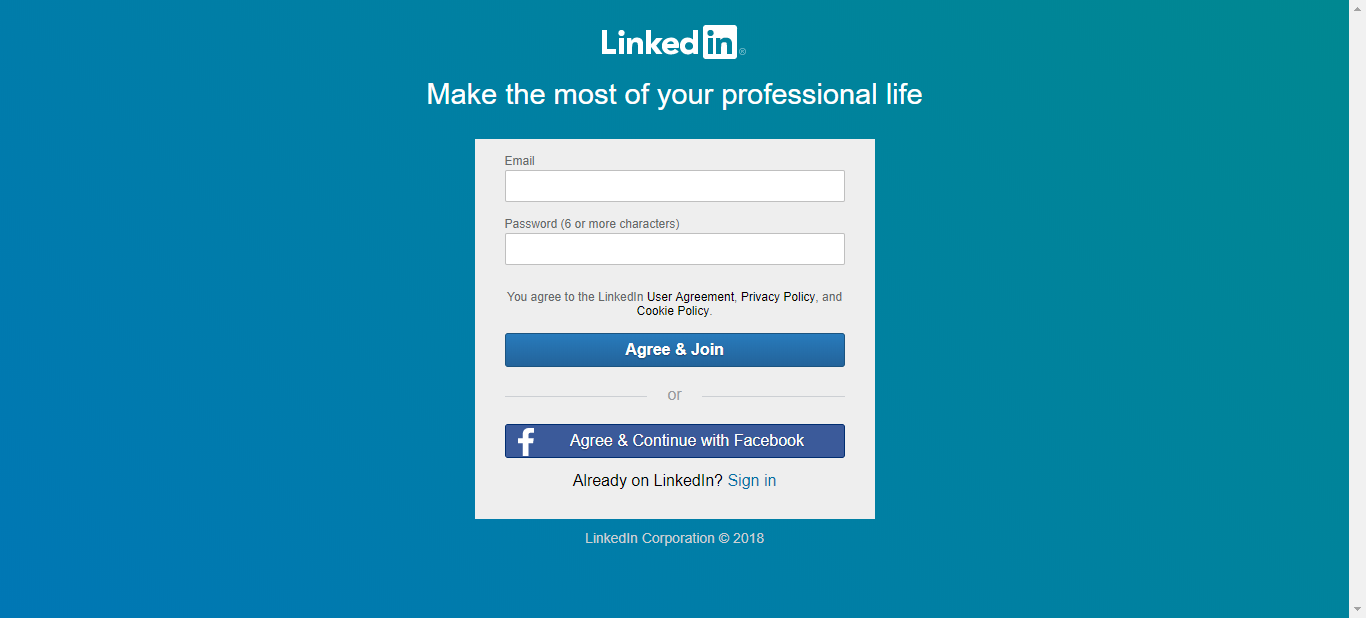 Linked in ®
Make the most of your professional life
Email
Password (6 or more characters)
You agree to the LinkedIn User Agreement, Privacy Policy, and
Cookie Policy.
Agree & Join
or
f Agree & Continue with Facebook
Already on LinkedIn? Sign in
LinkedIn Corporation © 2018